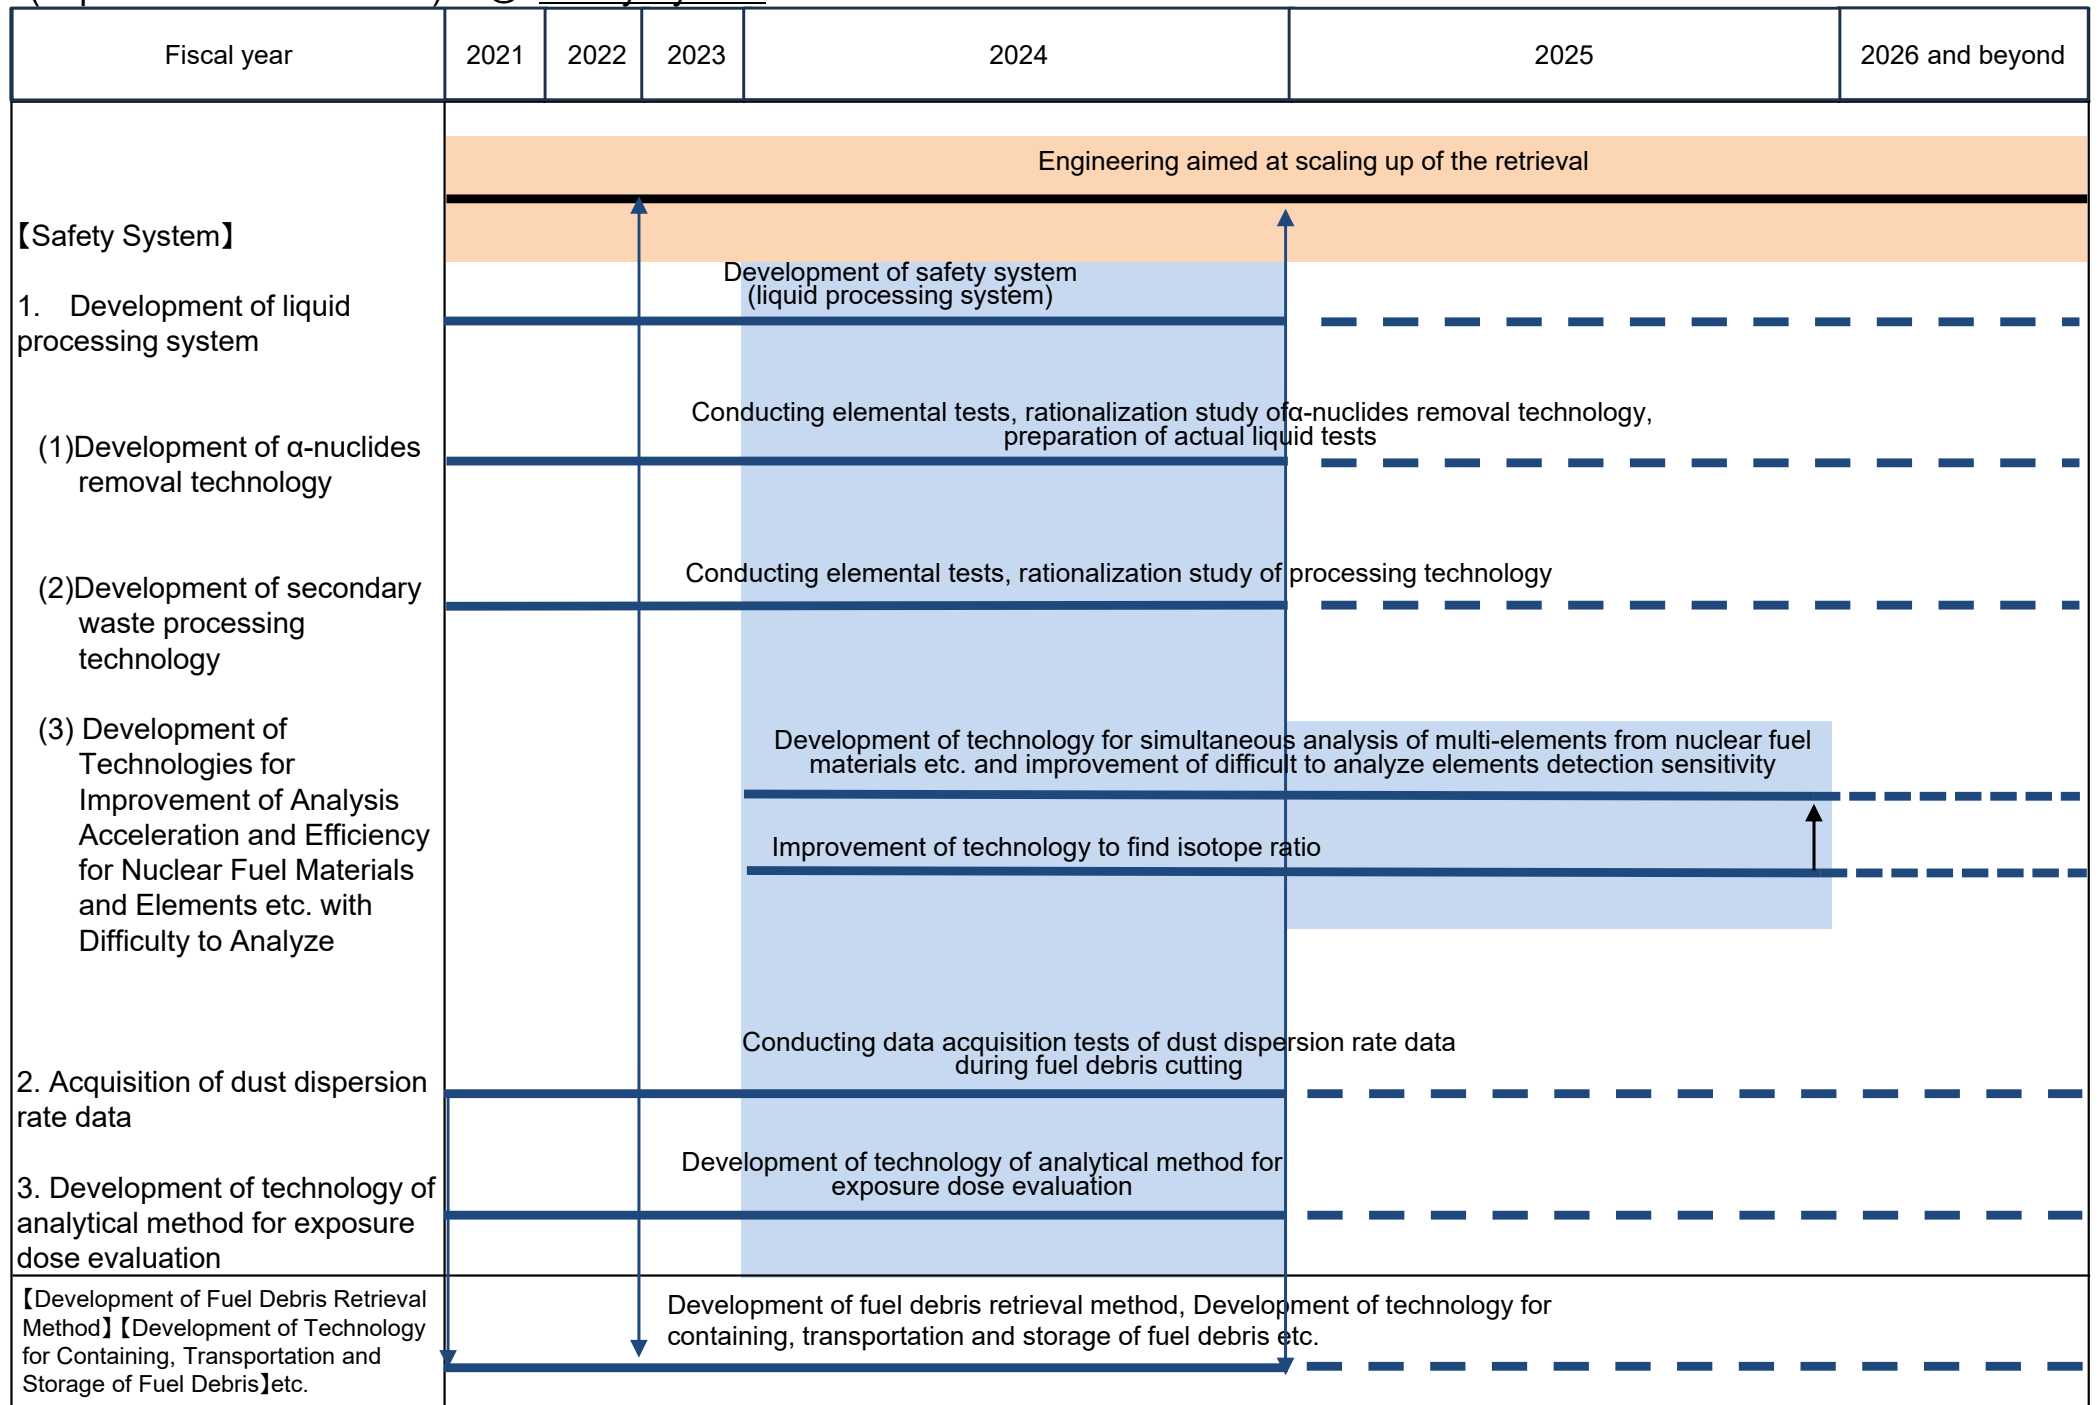 Fiscal year
2021
2022
2023
2024
2025
2026 and beyond
Engineering aimed at scaling up of the retrieval
【Safety System】
Development of safety system
(liquid processing system)
1. Development of liquid
processing system
Conducting elemental tests, rationalization study ofα-nuclides removal technology,
preparation of actual liquid tests
(1)Development of α-nuclides
removal technology
Conducting elemental tests, rationalization study of processing technology
(2)Development of secondary
waste processing
technology
(3) Development of
Technologies for
Improvement of Analysis
Acceleration and Efficiency
for Nuclear Fuel Materials
and Elements etc. with
Difficulty to Analyze
Development of technology for simultaneous analysis of multi-elements from nuclear fuel
materials etc. and improvement of difficult to analyze elements detection sensitivity
Improvement of technology to find isotope ratio
Conducting data acquisition tests of dust dispersion rate data
during fuel debris cutting
2. Acquisition of dust dispersion
rate data
Development of technology of analytical method for
exposure dose evaluation
3. Development of technology of
analytical method for exposure
dose evaluation
【Development of Fuel Debris Retrieval
Method】【Development of Technology
for Containing, Transportation and
Storage of Fuel Debris】etc.
Development of fuel debris retrieval method, Development of technology for
containing, transportation and storage of fuel debris etc.